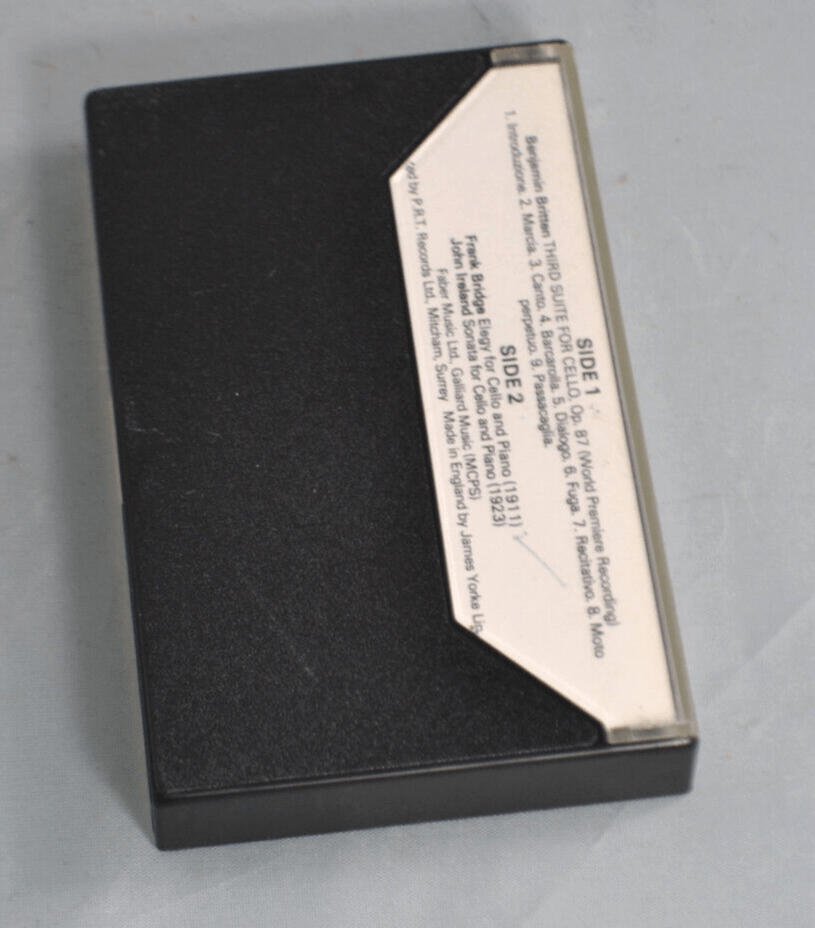 SIDE 1
Benjamin Britten THIRD SUITE FOR CELLO, Op. 87 (World Premiere Recording)
1. Introduzione. 2. Marcia. 3. Canto. 4. Barcarolla. 5. Dialogo. 6. Fuga. 7. Recitativo. 8. Moto
perpetuo. 9. Passacaglia.
SIDE 2
Frank Bridge Elegy for Cello and Piano (1911)
John Ireland Sonata for Cello and Piano (1923)
Faber Music Ltd., Galliard Music (MCPS)
ed by P.R.T. Records Ltd., Mitcham, Surrey Made in England by James Yorke